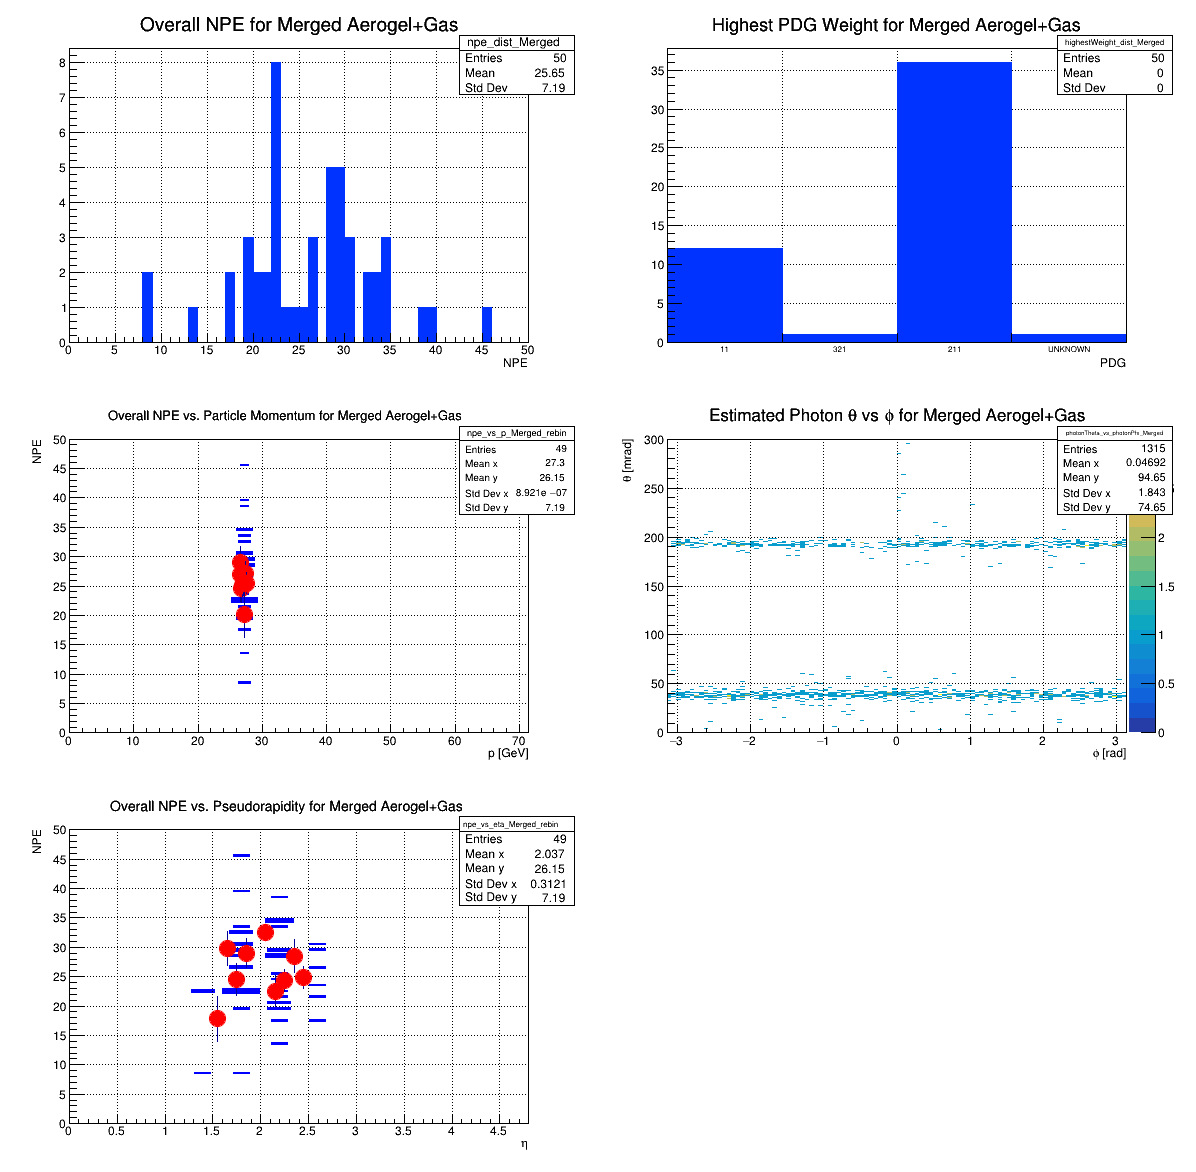 Overall NPE for Merged Aerogel+Gas
npe_dist_Merged
Entries 50
Mean 25.65
Std Dev 7.19
8
7
6
5
4
3
2
1
0
0 5 10 15 20 25 30 35 40 45 50
NPE
Highest PDG Weight for Merged Aerogel+Gas
highestWeight_dist_Merged
Entries 50
Mean 0
Std Dev 0
35
30
25
20
15
10
5
0
11 321 211 UNKNOWN
PDG
Overall NPE vs. Particle Momentum for Merged Aerogel+Gas
npe_vs_p_Merged_rebin
Entries 49
Mean x 27.3
Mean y 26.15
Std Dev x 8.921e −07
Std Dev y 7.19
NPE
50
45
40
35
30
25
20
15
10
5
0
0 10 20 30 40 50 60 70
p [GeV]
Estimated Photon θ vs ϕ for Merged Aerogel+Gas
photonTheta_vs_photonPhi_Merged
Entries 1315
Mean x 0.04692
Mean y 94.65
Std Dev x 1.843
Std Dev y 74.65
θ [mrad]
300
250
200
150
100
50
0
−3 −2 −1 0 1 2 3
ϕ [rad]
2
1.5
1
0.5
0
Overall NPE vs. Pseudorapidity for Merged Aerogel+Gas
npe_vs_eta_Merged_rebin
Entries 49
Mean x 2.037
Mean y 26.15
Std Dev x 0.3121
Std Dev y 7.19
NPE
50
45
40
35
30
25
20
15
10
5
0
0 0.5 1 1.5 2 2.5 3 3.5 4 4.5
η